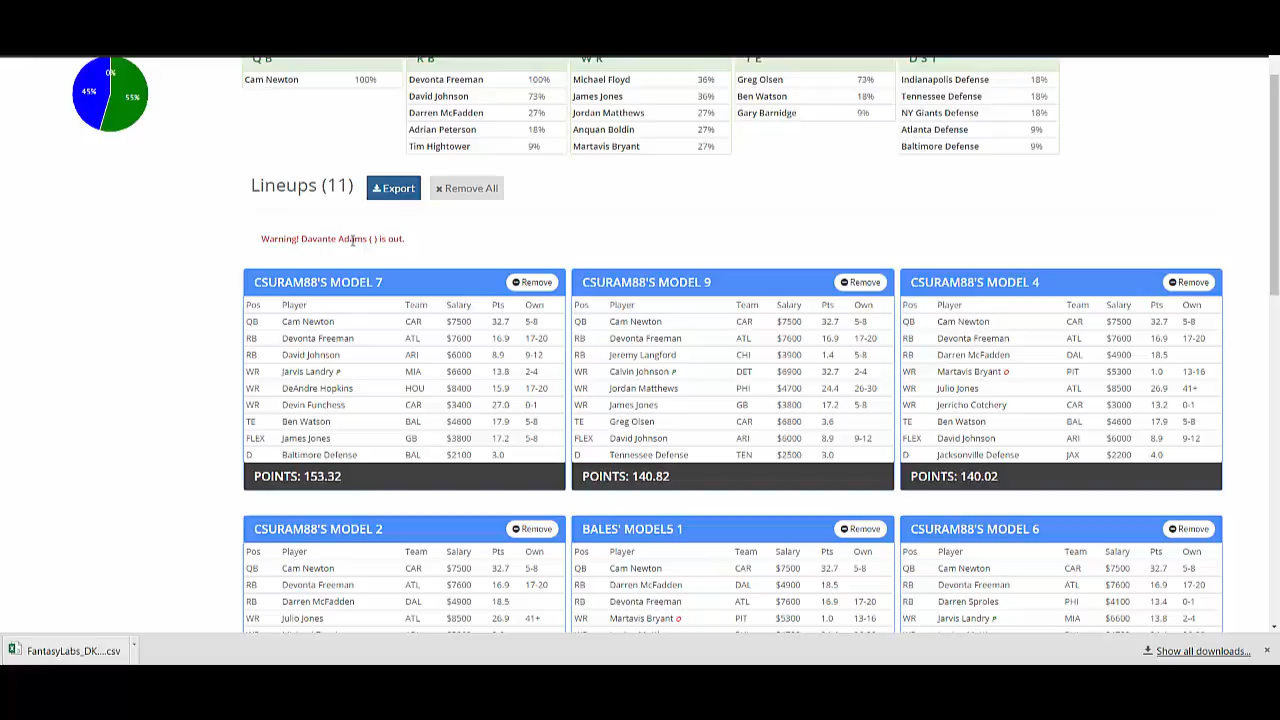 0%
45%
55%
QB RB WR TE DST
Cam Newton 100% Devonta Freeman 100% Michael Floyd 36% Greg Olsen 73% Indianapolis Defense 18%
David Johnson 73% James Jones 36% Ben Watson 18% Tennessee Defense 18%
Darren McFadden 27% Jordan Matthews 27% Gary Barnidge 9% NY Giants Defense 18%
Adrian Peterson 18% Anquan Boldin 27% Atlanta Defense 9%
Tim Hightower 9% Martavis Bryant 27% Baltimore Defense 9%
Lineups (11) Export Remove All
Warning! Davante Adams ( ) is out.
CSURAM88'S MODEL 7 Remove CSURAM88'S MODEL 9 Remove CSURAM88'S MODEL 4 Remove
Pos Player Team Salary Pts Own Pos Player Team Salary Pts Own Pos Player Team Salary Pts Own
QB Cam Newton CAR $7500 32.7 5-8 QB Cam Newton CAR $7500 32.7 5-8 QB Cam Newton CAR $7500 32.7 5-8
RB Devonta Freeman ATL $7600 16.9 17-20 RB Devonta Freeman ATL $7600 16.9 17-20 RB Devonta Freeman ATL $7600 16.9 17-20
RB David Johnson ARI $6000 8.9 9-12 RB Jeremy Langford CHI $3900 1.4 5-8 RB Darren McFadden DAL $4900 18.5
WR Jarvis Landry P MIA $6600 13.8 2-4 WR Calvin Johnson P DET $6900 32.7 2-4 WR Martavis Bryant O PIT $5300 1.0 13-16
WR DeAndre Hopkins HOU $8400 15.9 17-20 WR Jordan Matthews PHI $4700 24.4 26-30 WR Julio Jones ATL $8500 26.9 41+
WR Devin Funchess CAR $3400 27.0 0-1 WR James Jones GB $3800 17.2 5-8 WR Jerricho Cotchery CAR $3000 13.2 0-1
TE Ben Watson BAL $4600 17.9 5-8 TE Greg Olsen CAR $6800 3.6 TE Ben Watson BAL $4600 17.9 5-8
FLEX James Jones GB $3800 17.2 5-8 FLEX David Johnson ARI $6000 8.9 9-12 FLEX David Johnson ARI $6000 8.9 9-12
D Baltimore Defense BAL $2100 3.0 D Tennessee Defense TEN $2500 3.0 D Jacksonville Defense JAX $2200 4.0
POINTS: 153.32 POINTS: 140.82 POINTS: 140.02
CSURAM88'S MODEL 2 Remove BALES' MODEL5 1 Remove CSURAM88'S MODEL 6 Remove
Pos Player Team Salary Pts Own Pos Player Team Salary Pts Own Pos Player Team Salary Pts Own
QB Cam Newton CAR $7500 32.7 5-8 QB Cam Newton CAR $7500 32.7 5-8 QB Cam Newton CAR $7500 32.7 5-8
RB Devonta Freeman ATL $7600 16.9 17-20 RB Darren McFadden DAL $4900 18.5 RB Devonta Freeman ATL $7600 16.9 17-20
RB Darren McFadden DAL $4900 18.5 RB Devonta Freeman ATL $7600 16.9 17-20 RB Darren Sproles PHI $4100 13.4 0-1
WR Julio Jones ATL $8500 26.9 41+ WR Martavis Bryant O PIT $5300 1.0 13-16 WR Jarvis Landry P MIA $6600 13.8 2-4
FantasyLabs_DK....csv Show all downloads...